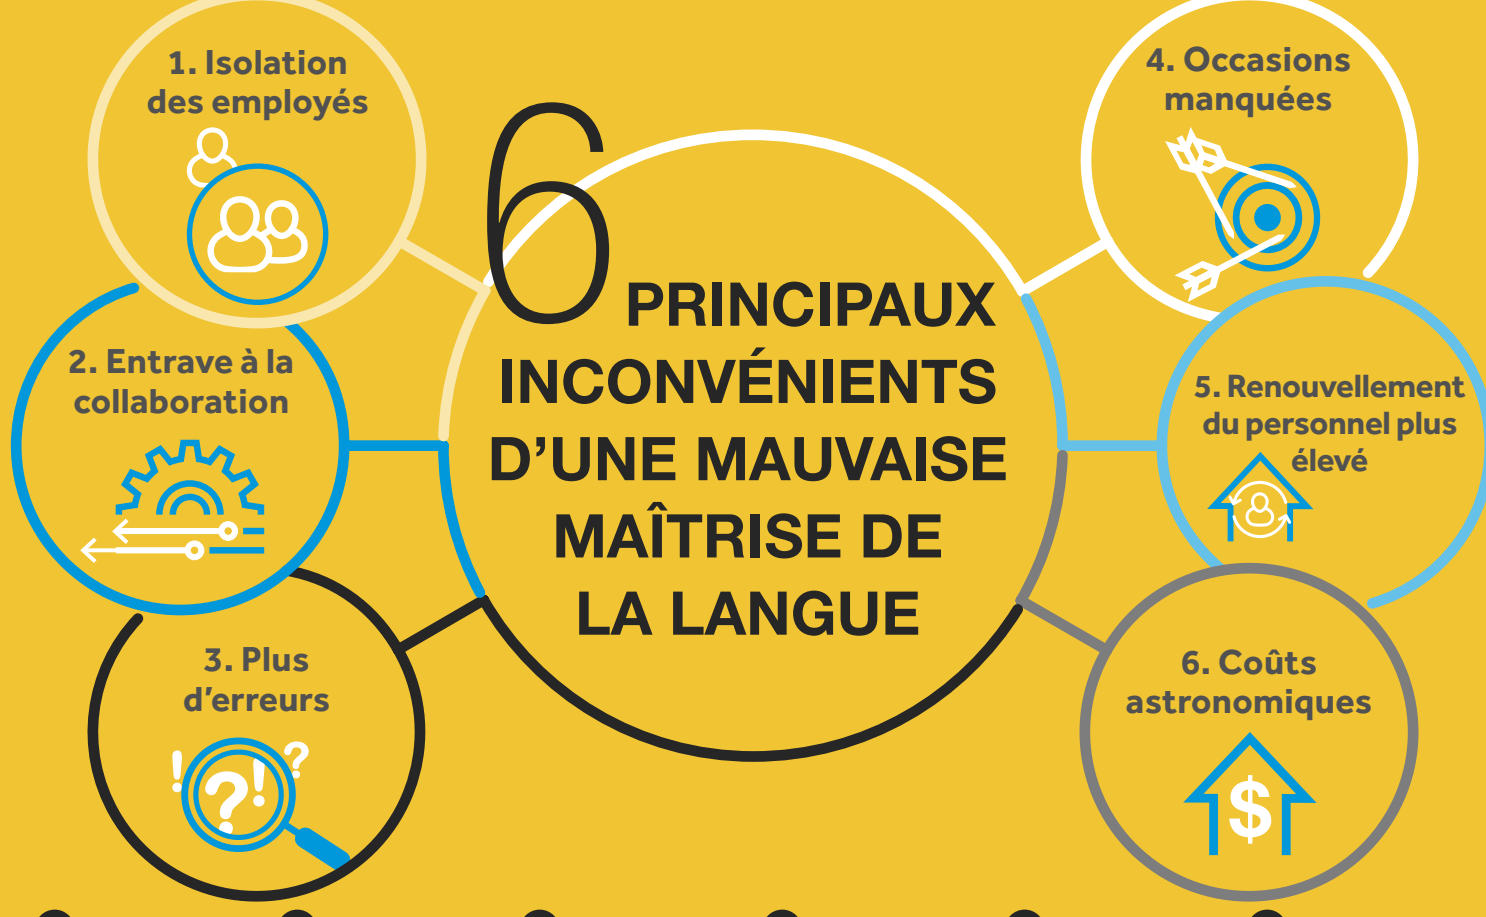 6
PRINCIPAUX
INCONVÉNIENTS
D’UNE MAUVAISE
MAÎTRISE DE
LA LANGUE
1. Isolation
des employés
2. Entrave à la
collaboration
3. Plus
d’erreurs
! ? ! ?
4. Occasions
manquées
5. Renouvellement
du personnel plus
élevé
6. Coûts
astronomiques
$